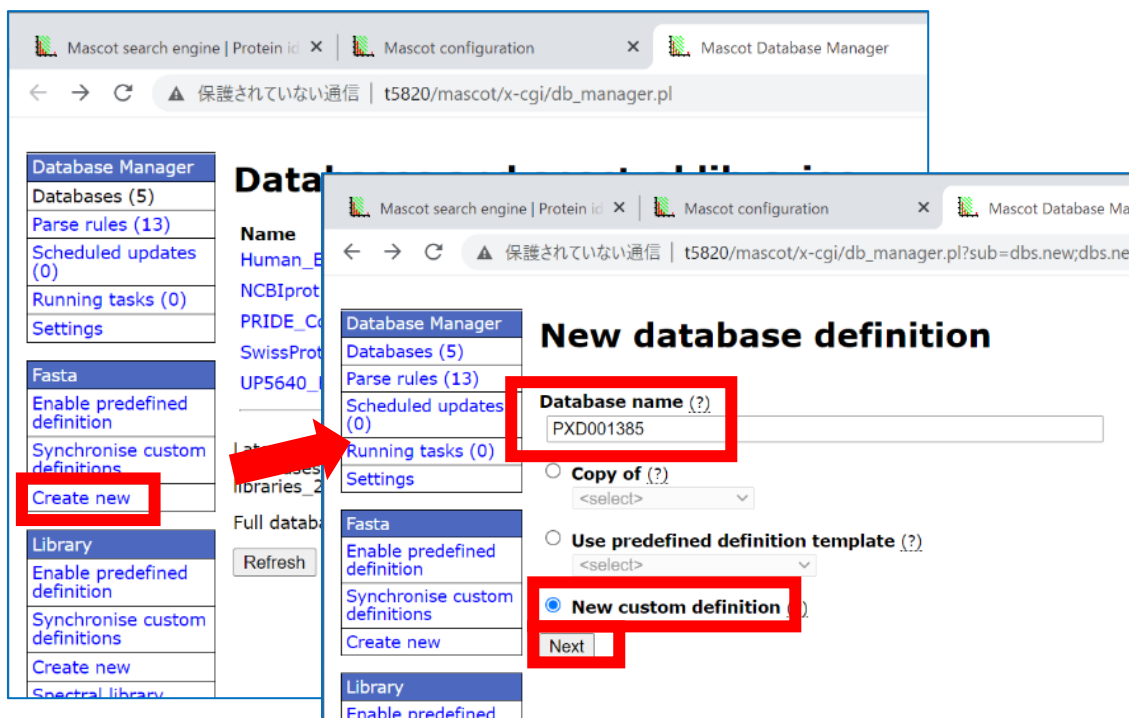 Mascot search engine | Protein id
Mascot configuration
Mascot Database Manager
保護されていない通信 | t5820/mascot/x-cgi/db_manager.pl
Database Manager
Databases (5)
Parse rules (13)
Scheduled updates
(0)
Running tasks (0)
Settings
Fasta
Enable predefined
definition
Synchronise custom
definitions
Create new
Library
Enable predefined
definition
Synchronise custom
definitions
Create new
Spectral library
Name
NCBIprot
SwissProt
libraries_2
Full databa
Refresh
Mascot search engine | Protein id
Mascot configuration
Mascot Database Ma
保護されていない通信 | t5820/mascot/x-cgi/db_manager.pl?sub=dbs.new;dbs.ne
Database Manager
Databases (5)
Parse rules (13)
Scheduled updates
(0)
Running tasks (0)
Settings
Fasta
Enable predefined
definition
Synchronise custom
definitions
Create new
Library
Enable predefined
New database definition
Database name (?)
PXD001385
Copy of (?)
<select>
Use predefined definition template (?)
<select>
New custom definition
Next